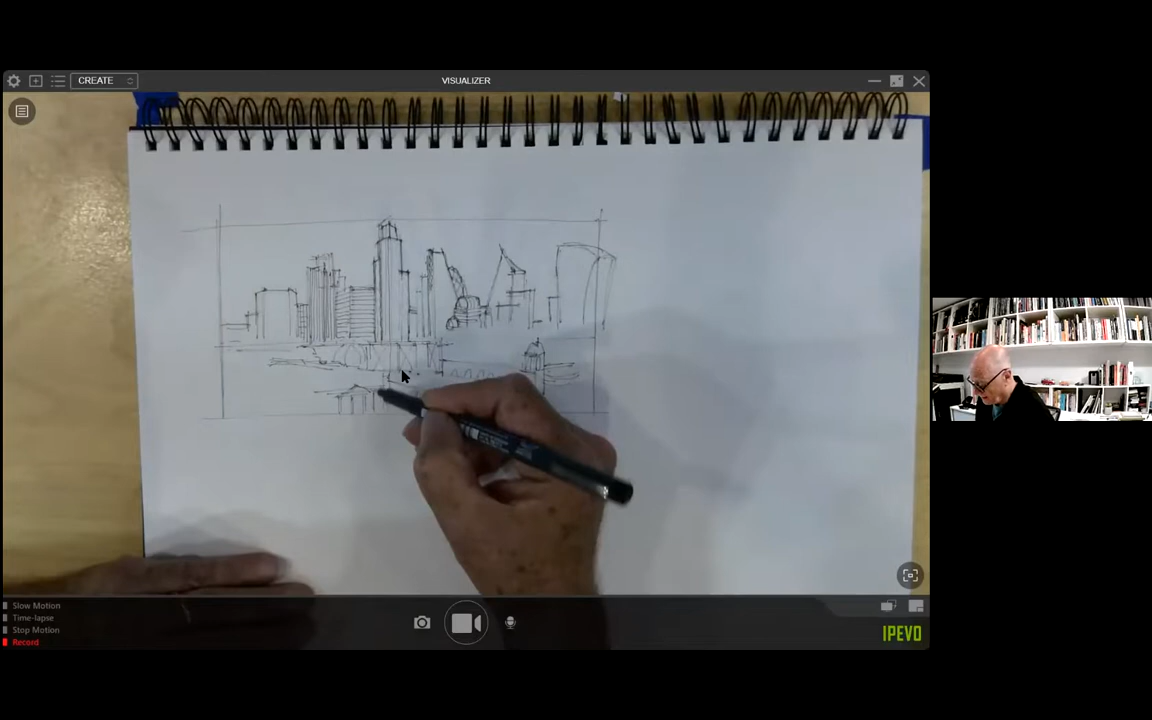 CREATE
VISUALIZER
Slow Motion
Time-lapse
Stop Motion
Record
IPEVO